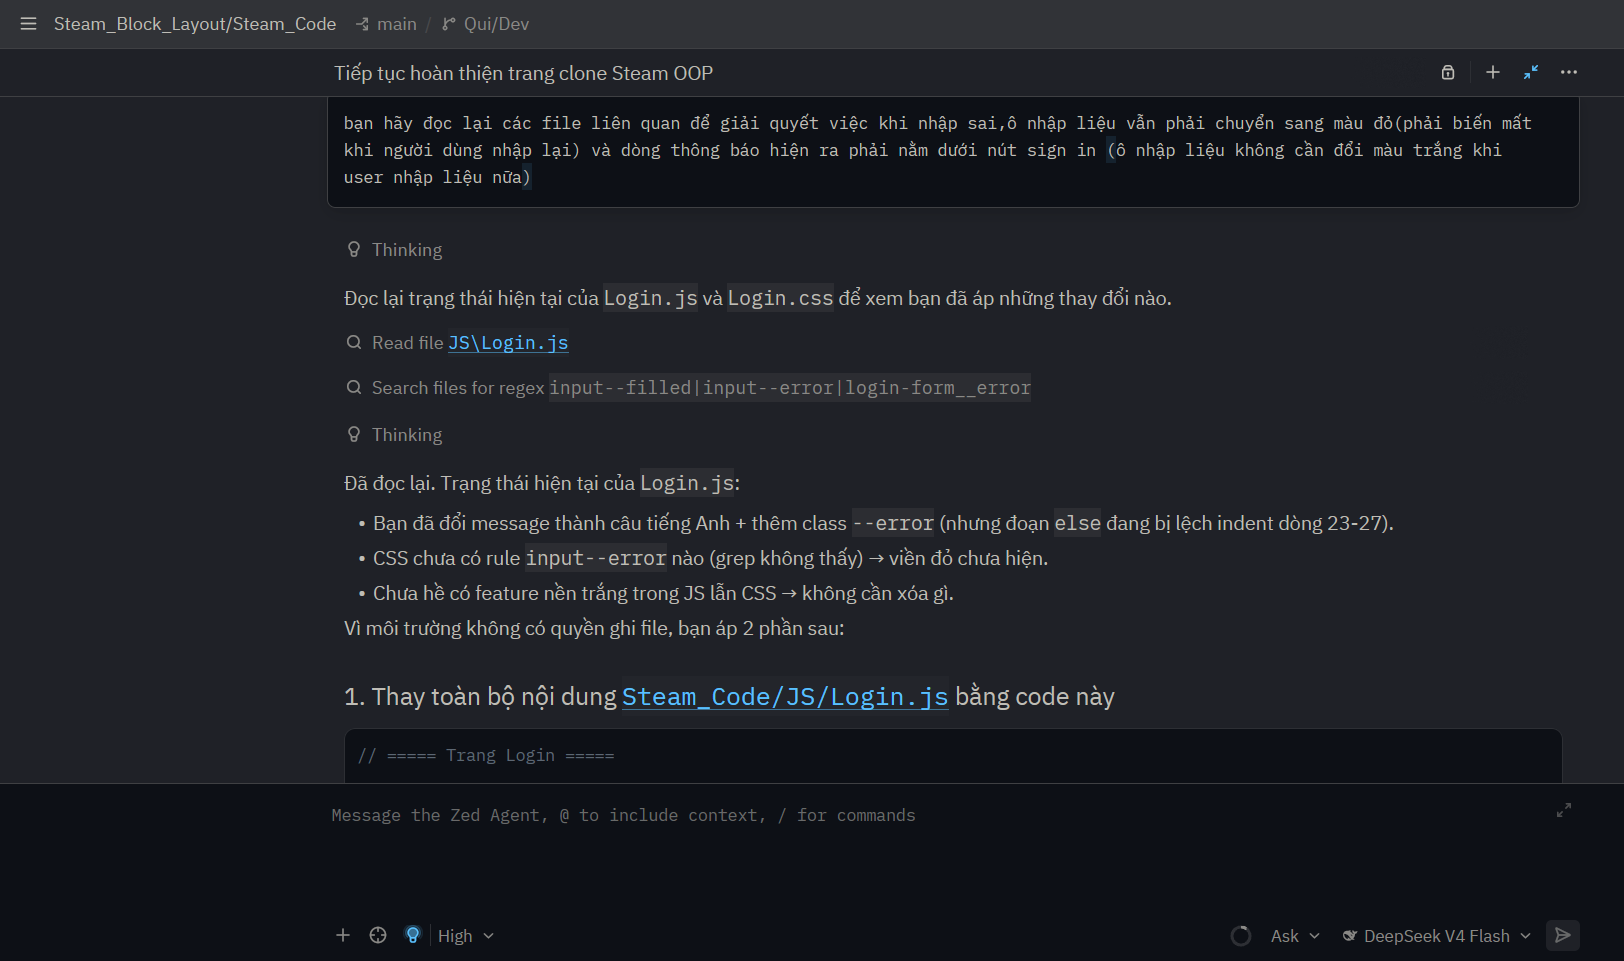 Steam_Block_Layout/Steam_Code main / Qui/Dev
Tiếp tục hoàn thiện trang clone Steam OOP
bạn hãy đọc lại các file liên quan để giải quyết việc khi nhập sai,ô nhập liệu vẫn phải chuyển sang màu đỏ(phải biến mất
khi người dùng nhập lại) và dòng thông báo hiện ra phải nằm dưới nút sign in (ô nhập liệu không cần đổi màu trắng khi
user nhập liệu nữa)
Thinking
Đọc lại trạng thái hiện tại của Login.js và Login.css để xem bạn đã áp những thay đổi nào.
Read file JS\Login.js
Search files for regex input--filled|input--error|login-form__error
Thinking
Đã đọc lại. Trạng thái hiện tại của Login.js:
• Bạn đã đổi message thành câu tiếng Anh + thêm class --error (nhưng đoạn else đang bị lệch indent dòng 23-27).
• CSS chưa có rule input--error nào (grep không thấy) → viền đỏ chưa hiện.
• Chưa hề có feature nền trắng trong JS lẫn CSS → không cần xóa gì.
Vì môi trường không có quyền ghi file, bạn áp 2 phần sau:
1. Thay toàn bộ nội dung Steam_Code/JS/Login.js bằng code này
// ===== Trang Login =====
Message the Zed Agent, @ to include context, / for commands
High Ask DeepSeek V4 Flash